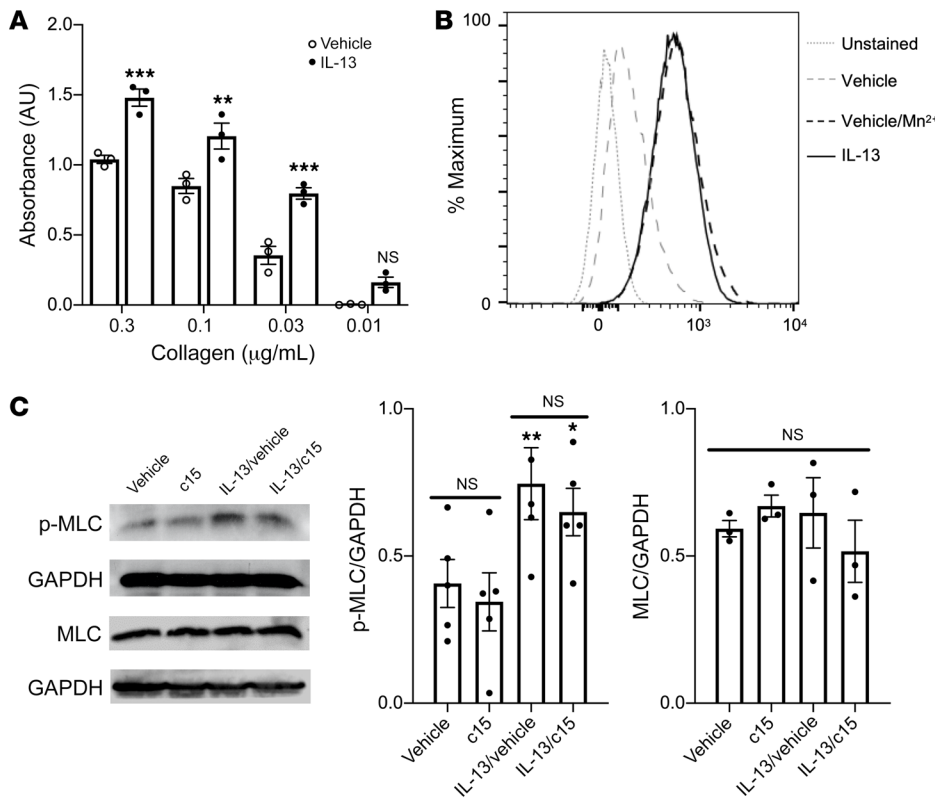 A
2.0
1.5
1.0
0.5
0.0
Absorbance (AU)
Vehicle
IL-13
***
**
***
NS
0.3
0.1
0.03
0.01
Collagen (μg/mL)
B
100
0
% Maximum
0
10³
10⁴
Unstained
Vehicle
Vehicle/Mn²⁺
IL-13
C
Vehicle
c15
IL-13/vehicle
IL-13/c15
p-MLC
GAPDH
MLC
GAPDH
1.0
0.5
0.0
p-MLC/GAPDH
NS
NS
**
*
Vehicle
c15
IL-13/vehicle
IL-13/c15
1.0
0.5
0.0
MLC/GAPDH
NS
Vehicle
c15
IL-13/vehicle
IL-13/c15